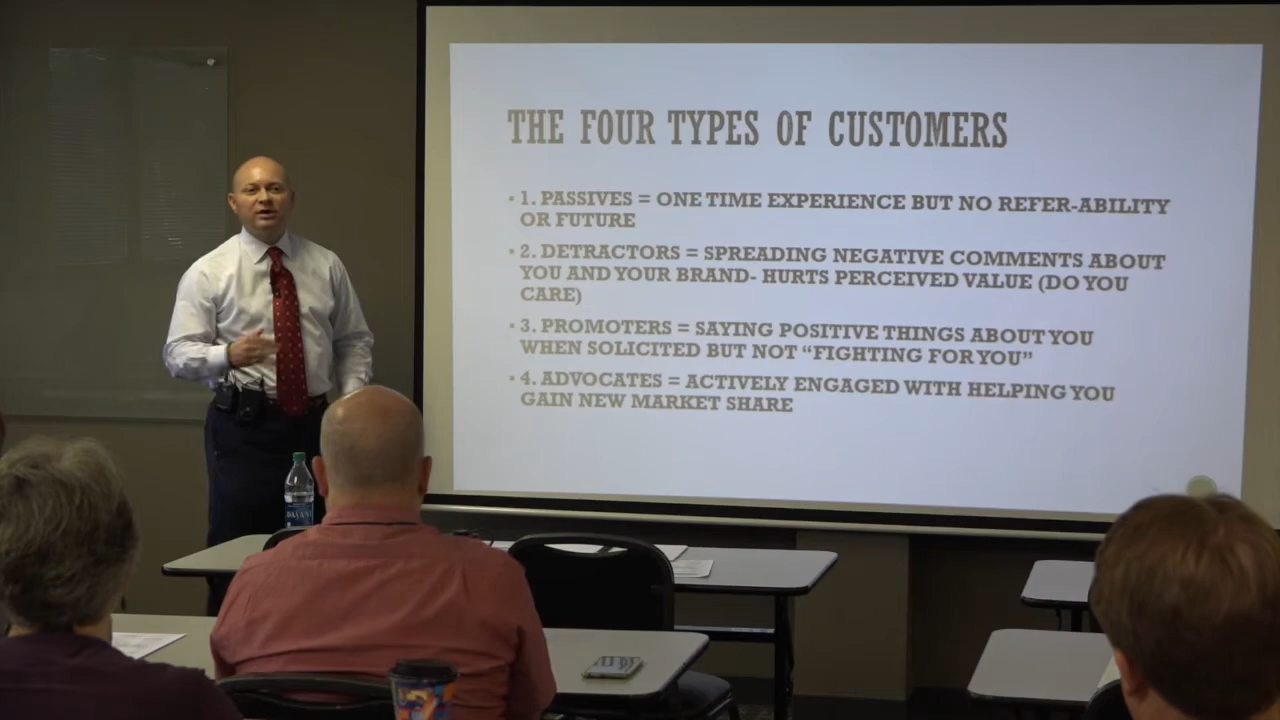 THE FOUR TYPES OF CUSTOMERS
▪ 1. PASSIVES = ONE TIME EXPERIENCE BUT NO REFER-ABILITY
OR FUTURE
▪ 2. DETRACTORS = SPREADING NEGATIVE COMMENTS ABOUT
YOU AND YOUR BRAND- HURTS PERCEIVED VALUE (DO YOU
CARE)
▪ 3. PROMOTERS = SAYING POSITIVE THINGS ABOUT YOU
WHEN SOLICITED BUT NOT “FIGHTING FOR YOU”
▪ 4. ADVOCATES = ACTIVELY ENGAGED WITH HELPING YOU
GAIN NEW MARKET SHARE
DASANI